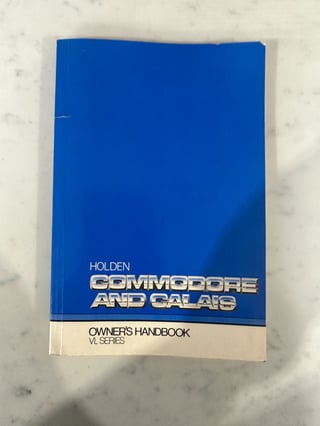 HOLDEN
COMMODORE
AND CALAIS
OWNER'S HANDBOOK
VL SERIES